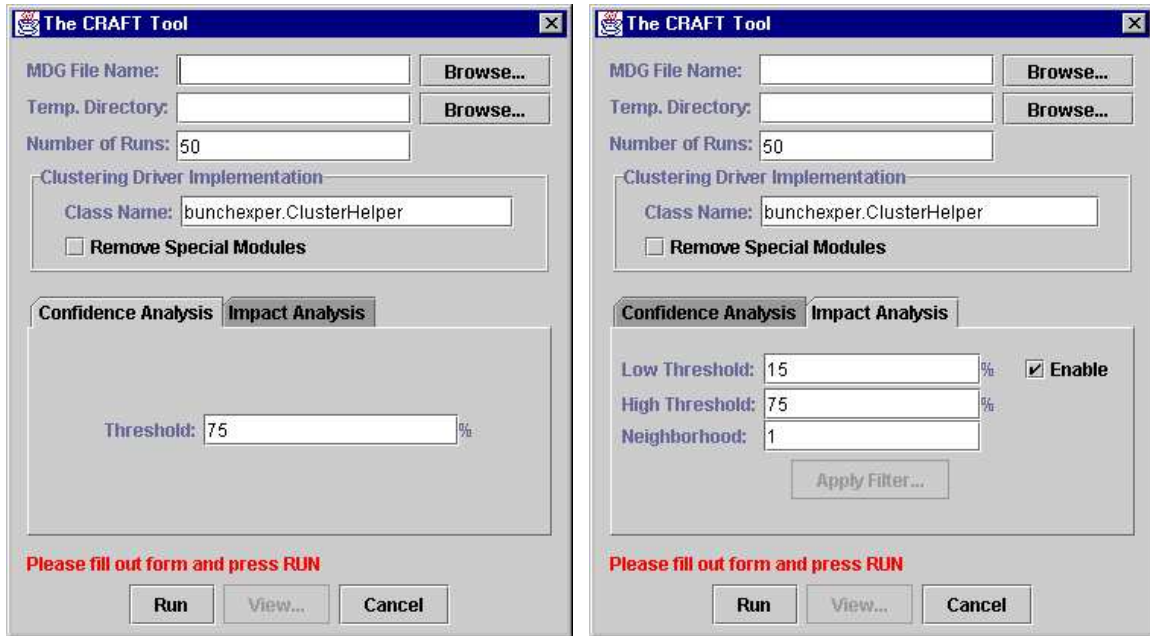 The CRAFT Tool
MDG File Name: Browse...
Temp. Directory: Browse...
Number of Runs: 50
Clustering Driver Implementation
Class Name: bunchexper.ClusterHelper
Remove Special Modules
Confidence Analysis Impact Analysis
Threshold: 75 %
Please fill out form and press RUN
Run View... Cancel
The CRAFT Tool
MDG File Name: Browse...
Temp. Directory: Browse...
Number of Runs: 50
Clustering Driver Implementation
Class Name: bunchexper.ClusterHelper
Remove Special Modules
Confidence Analysis Impact Analysis
Low Threshold: 15 % Enable
High Threshold: 75 %
Neighborhood: 1
Apply Filter...
Please fill out form and press RUN
Run View... Cancel